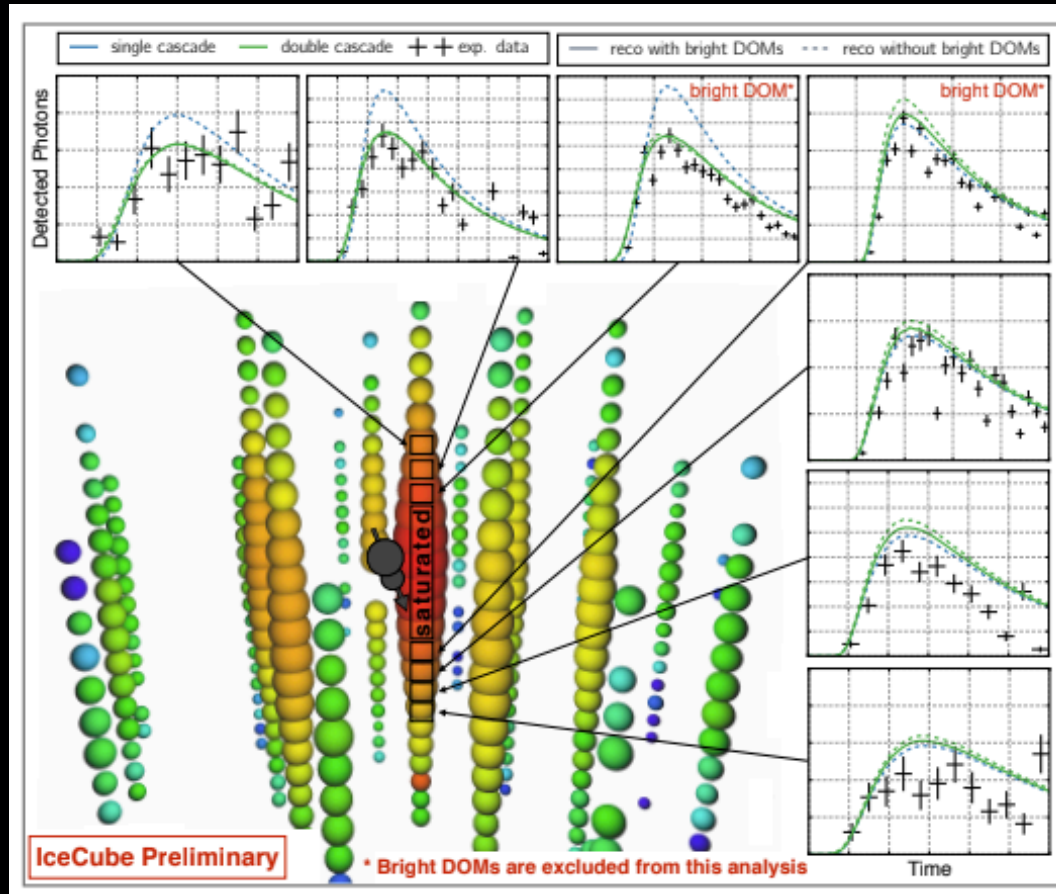 single cascade double cascade exp. data reco with bright DOMs reco without bright DOMs
Detected Photons
bright DOM*
bright DOM*
saturated
IceCube Preliminary
* Bright DOMs are excluded from this analysis
Time